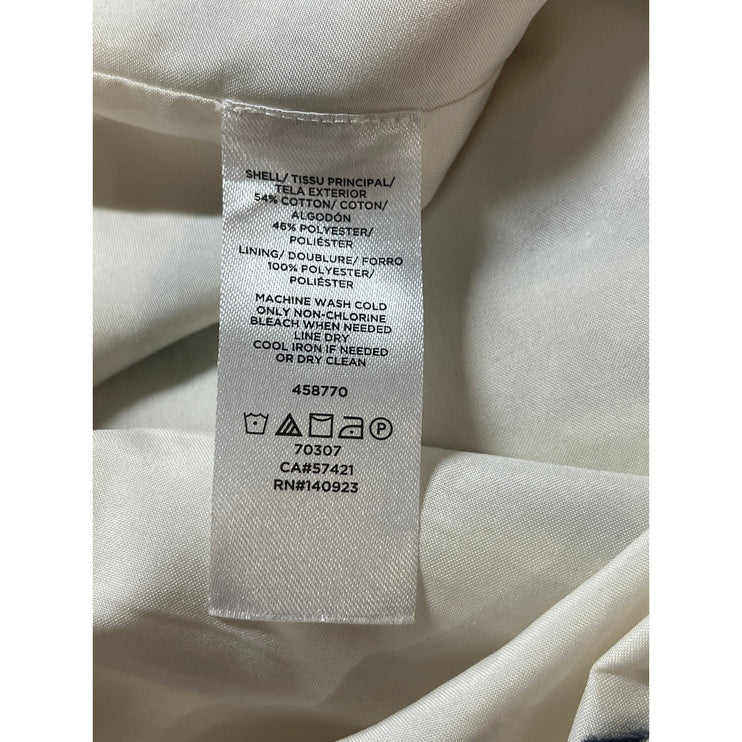 SHELL/ TISSU PRINCIPAL/
TELA EXTERIOR
54% COTTON/ COTON/
ALGODÓN
46% POLYESTER/
POLIÉSTER
LINING/ DOUBLURE/ FORRO
100% POLYESTER/
POLIÉSTER
MACHINE WASH COLD
ONLY NON-CHLORINE
BLEACH WHEN NEEDED
LINE DRY
COOL IRON IF NEEDED
OR DRY CLEAN
458770
P
70307
CA#57421
RN#140923